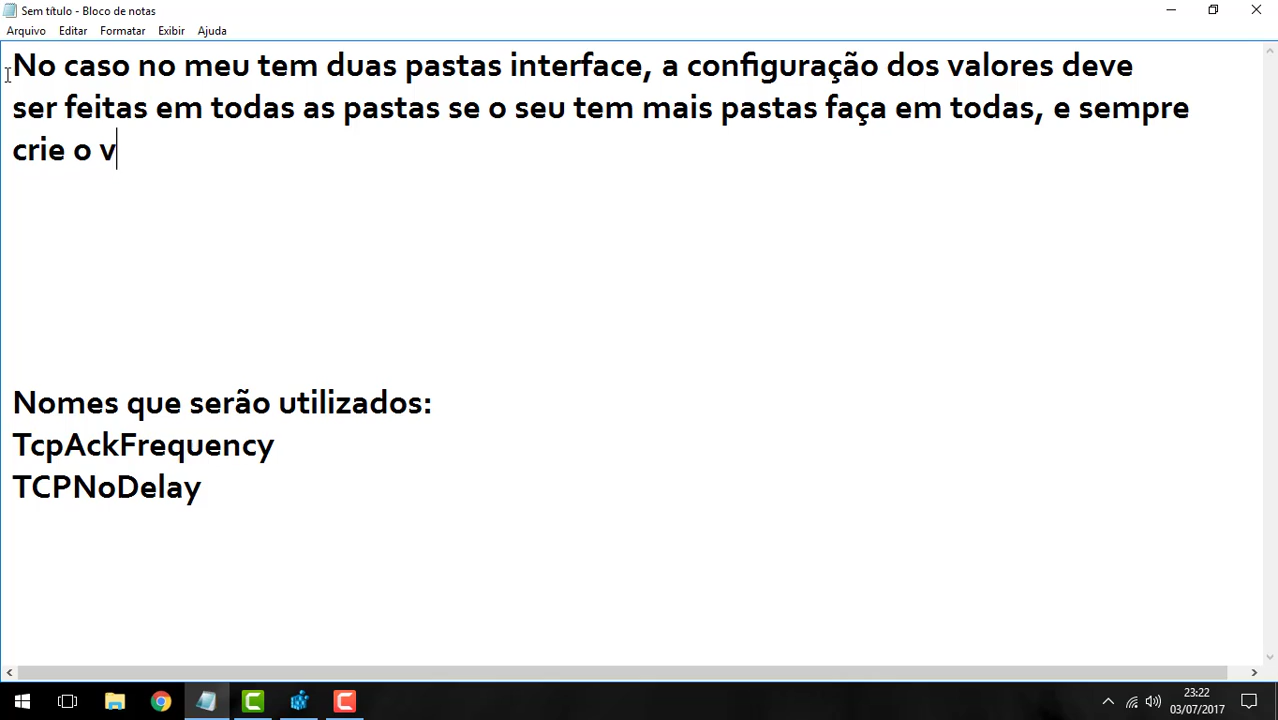 Sem título - Bloco de notas
Arquivo Editar Formatar Exibir Ajuda
No caso no meu tem duas pastas interface, a configuração dos valores deve
ser feitas em todas as pastas se o seu tem mais pastas faça em todas, e sempre
crie o v
Nomes que serão utilizados:
TcpAckFrequency
TCPNoDelay
23:22
03/07/2017